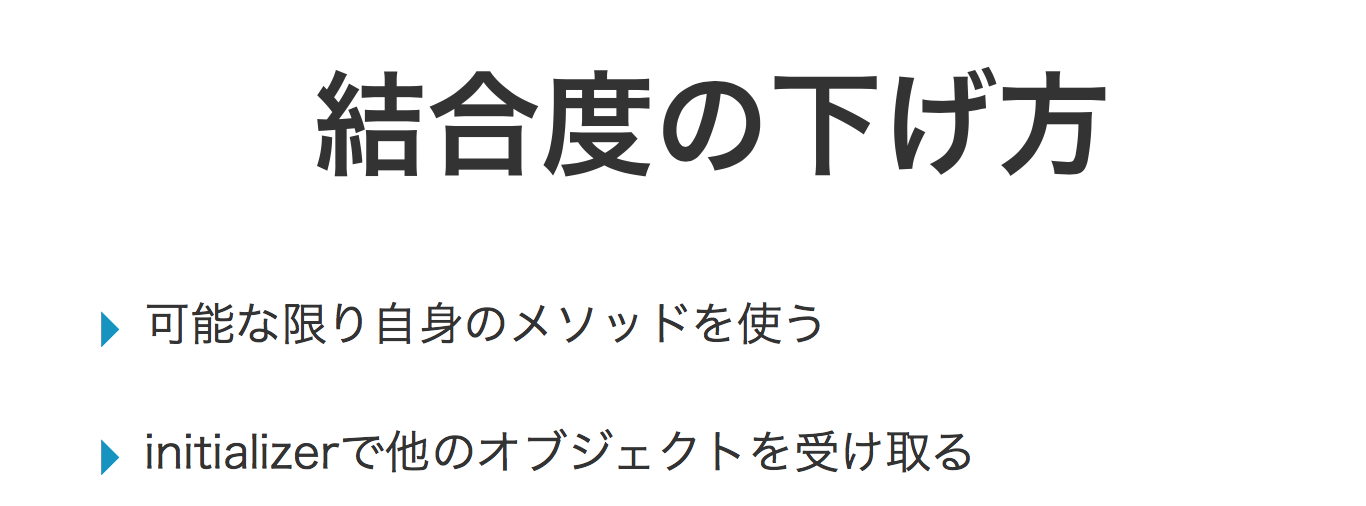 結合度の下げ方
可能な限り自身のメソッドを使う
initializerで他のオブジェクトを受け取る